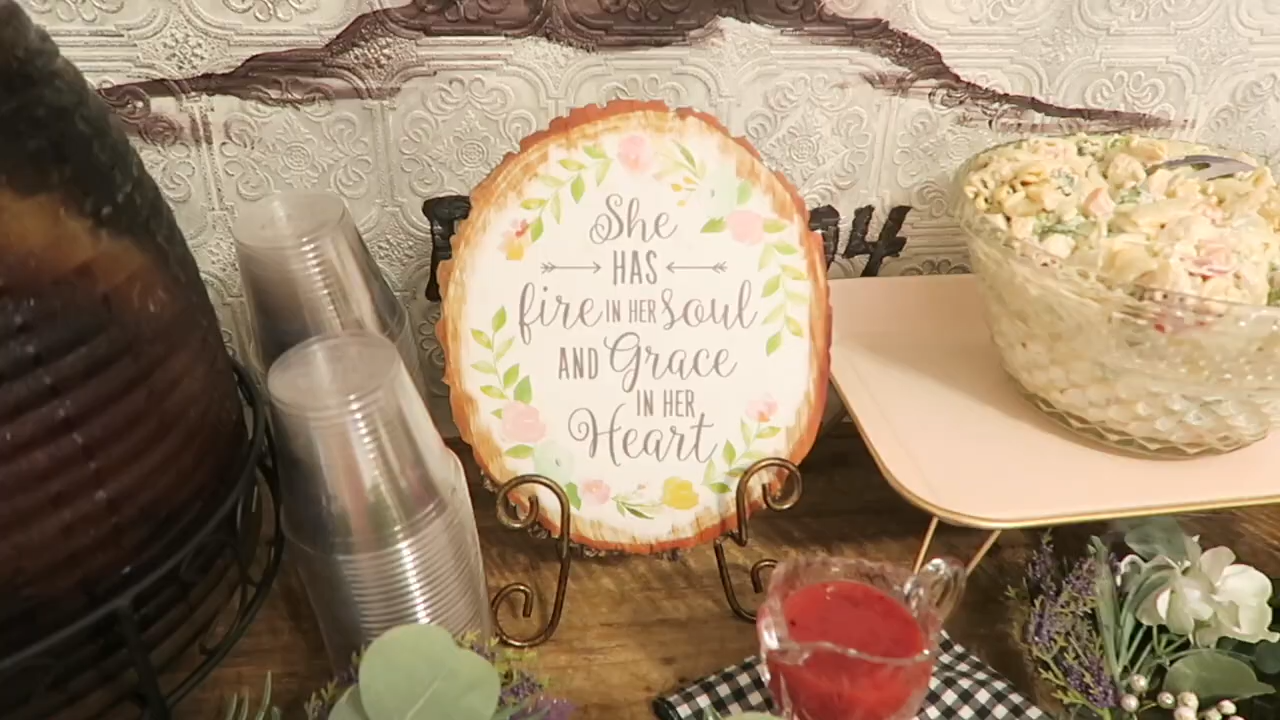 She
HAS
fire IN HER Soul
AND Grace
IN HER
Heart